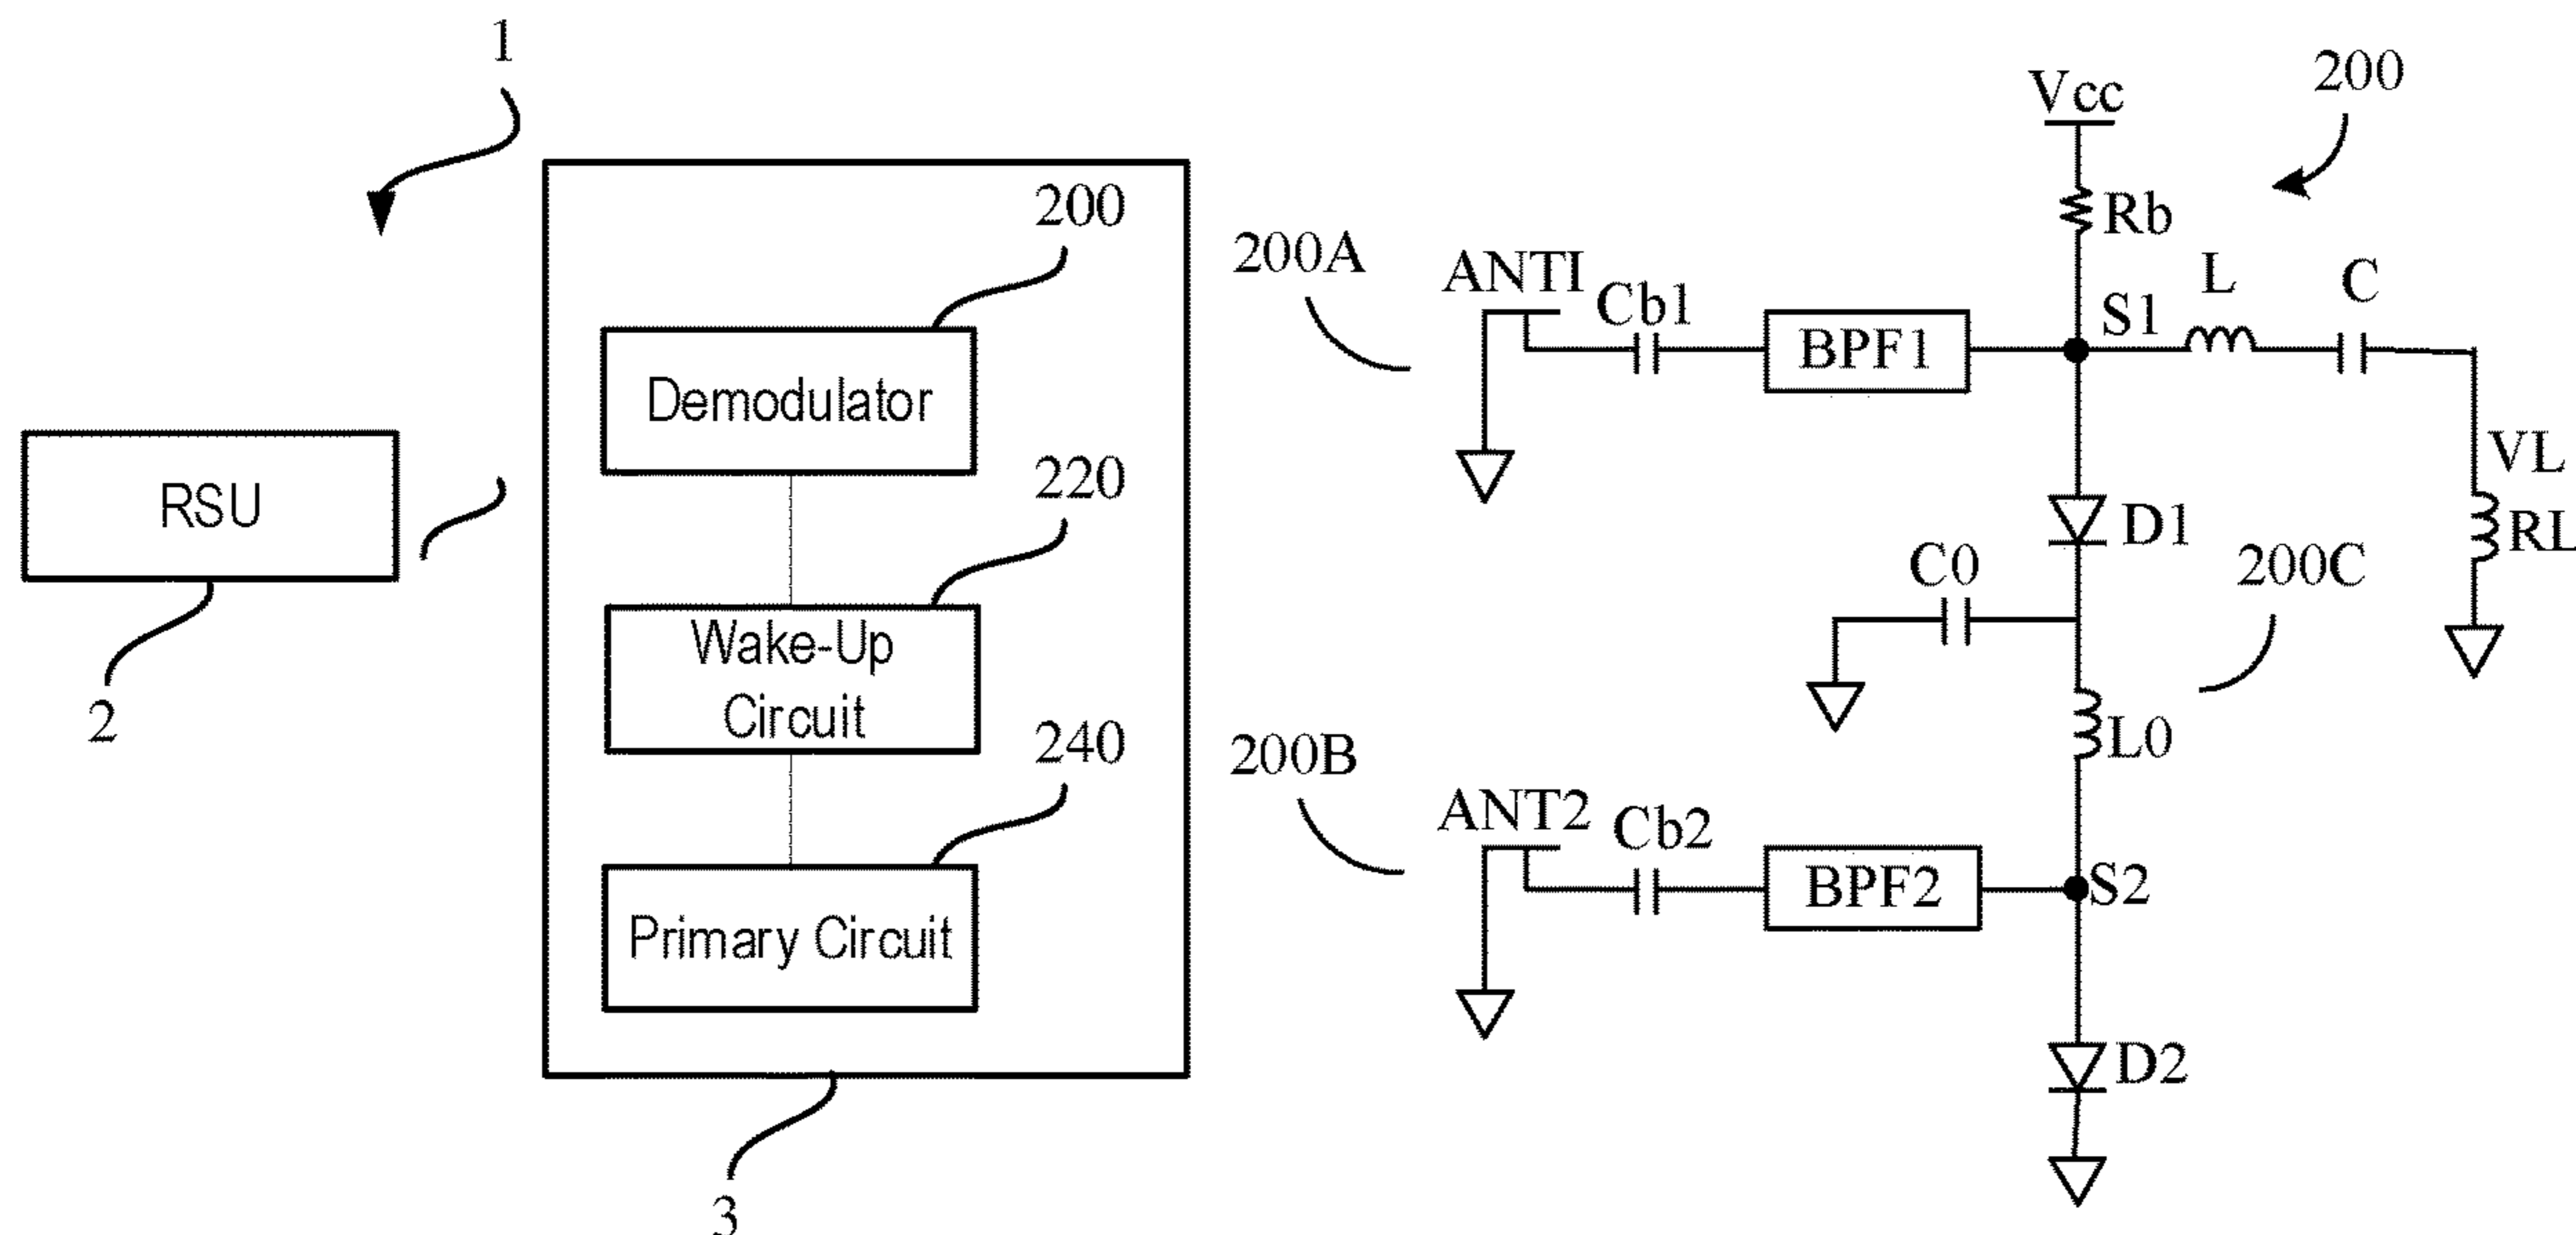 1
RSU
2
200
Demodulator
220
Wake-Up
Circuit
240
Primary Circuit
3
Vcc
200
Rb
200A
ANTI
Cb1
BPF1
S1
L
C
VL
RL
D1
C0
200C
L0
200B
ANT2
Cb2
BPF2
S2
D2